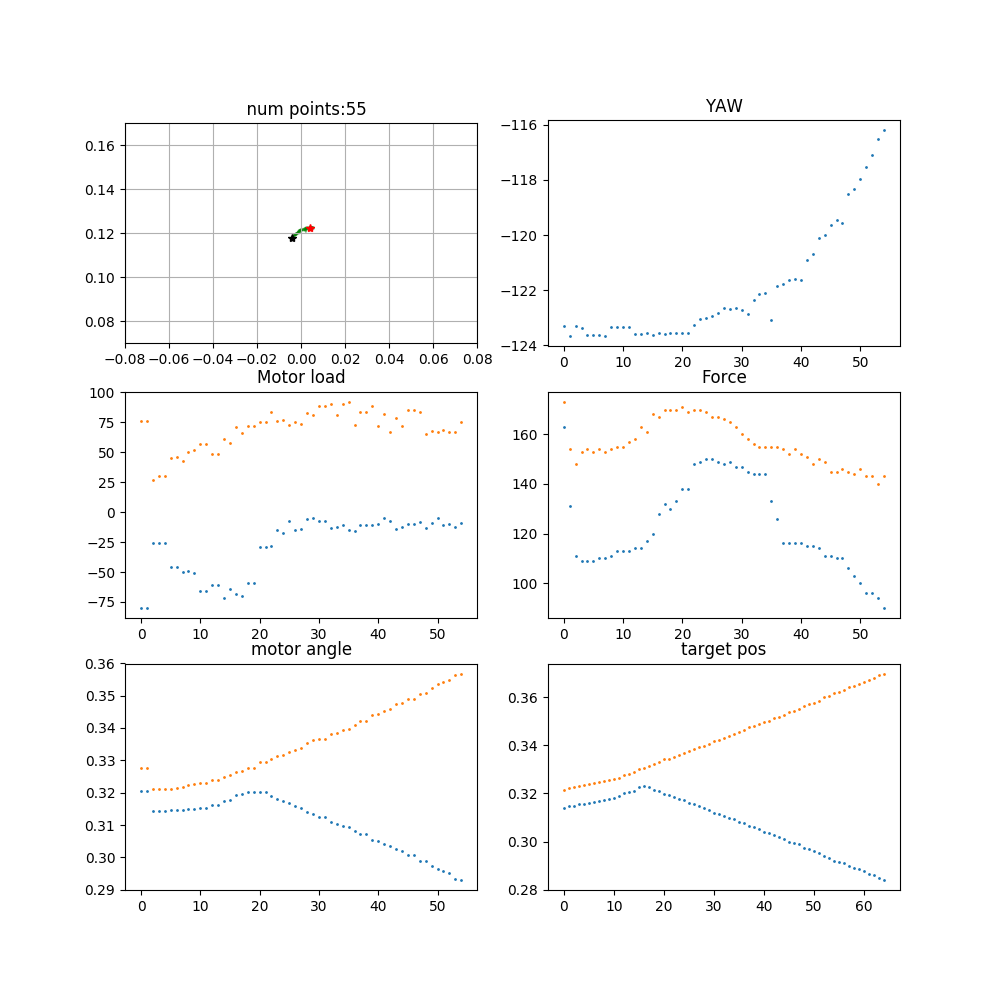 num points:55
YAW
0.16
0.14
0.12
0.10
0.08
−0.08 −0.06 −0.04 −0.02 0.00 0.02 0.04 0.06 0.08
−116
−118
−120
−122
−124
0 10 20 30 40 50
Motor load
Force
100
75
50
25
0
−25
−50
−75
0 10 20 30 40 50
160
140
120
100
0 10 20 30 40 50
motor angle
target pos
0.36
0.35
0.34
0.33
0.32
0.31
0.30
0.29
0 10 20 30 40 50
0.36
0.34
0.32
0.30
0.28
0 10 20 30 40 50 60